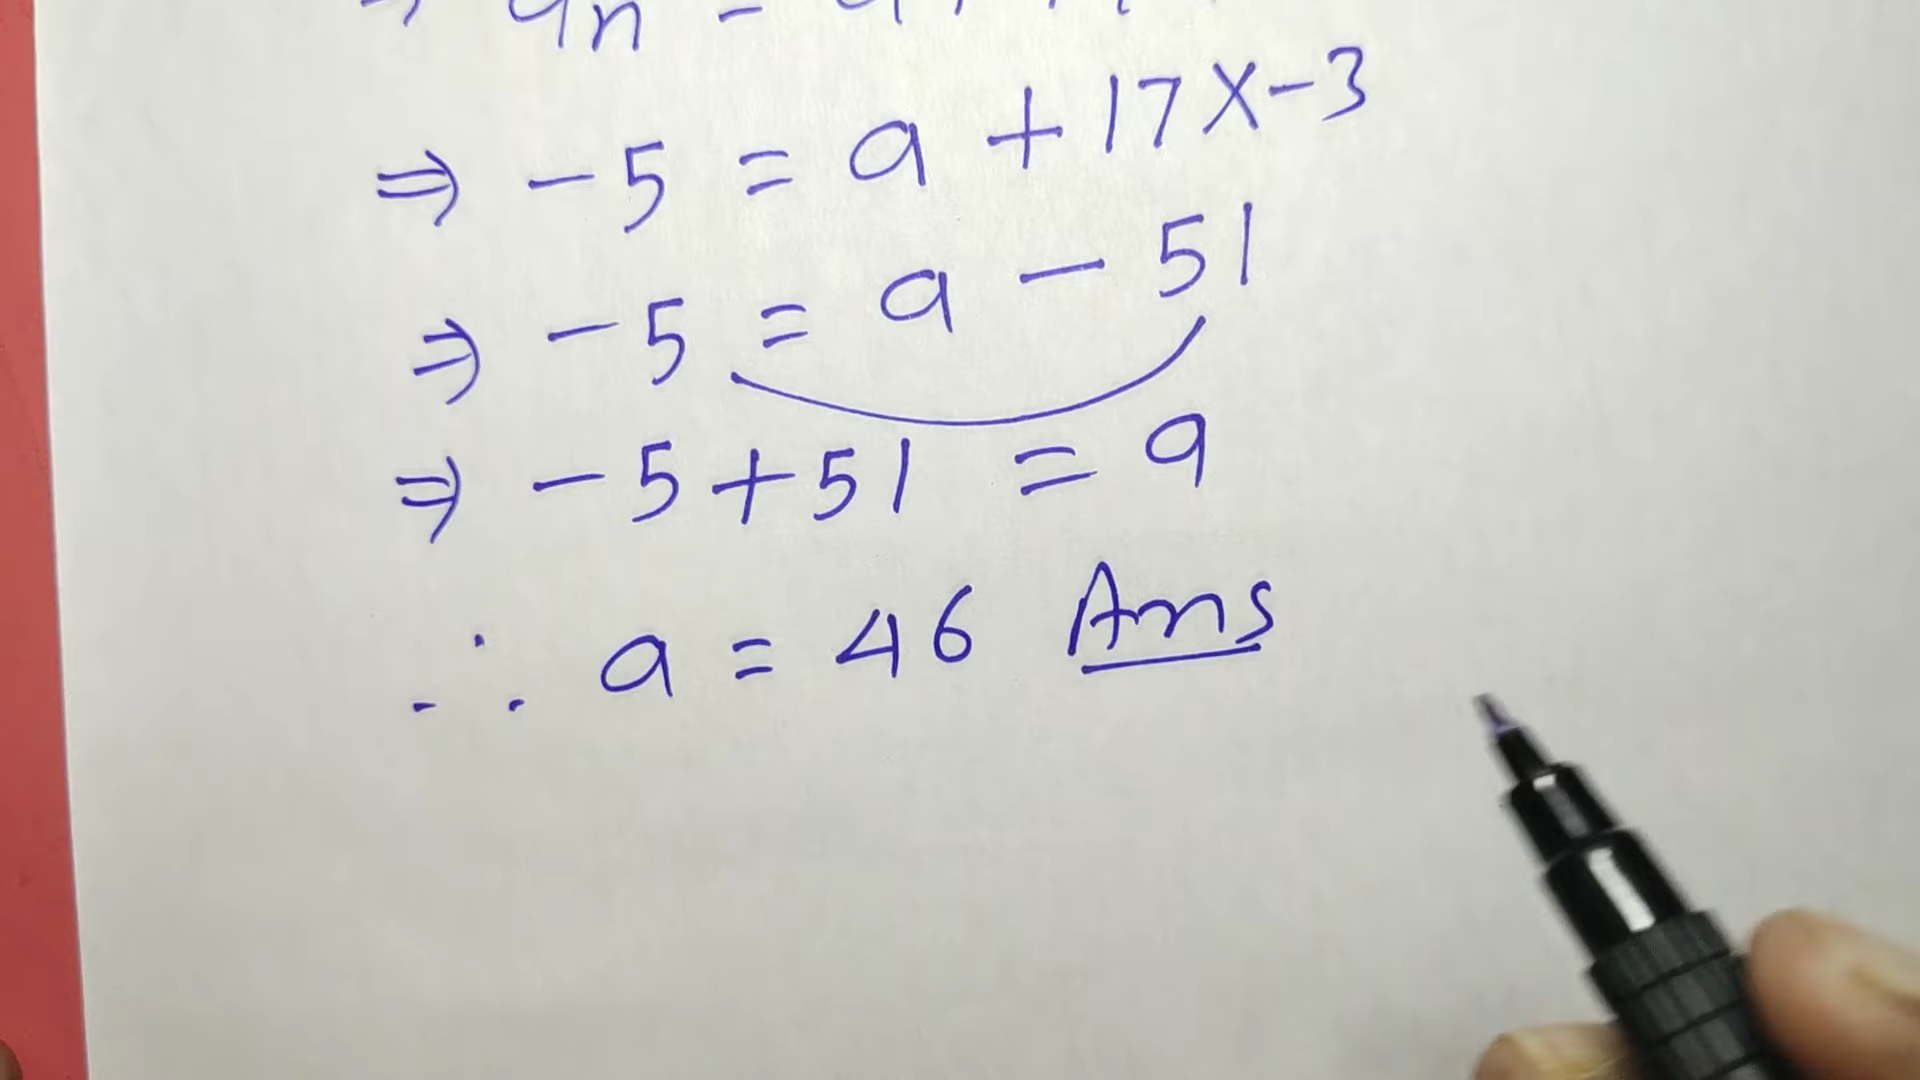 ⇒ -5 = a + 17 X -3
⇒ -5 = a - 51
⇒ -5 + 51 = a
∴ a = 46 Ans